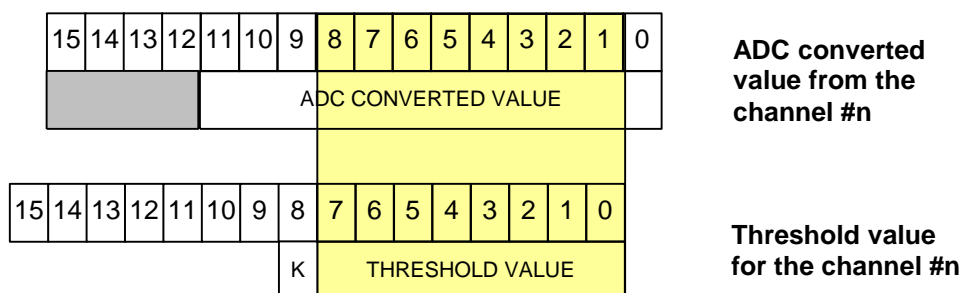 15 14 13 12 11 10 9 8 7 6 5 4 3 2 1 0
ADC CONVERTED VALUE
ADC converted
value from the
channel #n
15 14 13 12 11 10 9 8 7 6 5 4 3 2 1 0
K THRESHOLD VALUE
Threshold value
for the channel #n